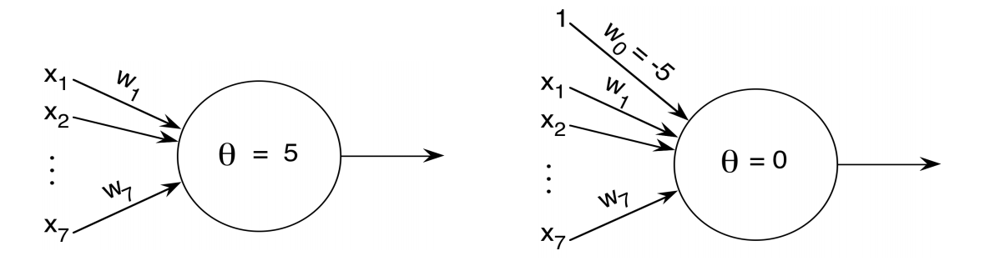 x1
w1
x2
⋮
w7
x7
θ = 5
1
w0 = -5
x1
w1
x2
⋮
w7
x7
θ = 0